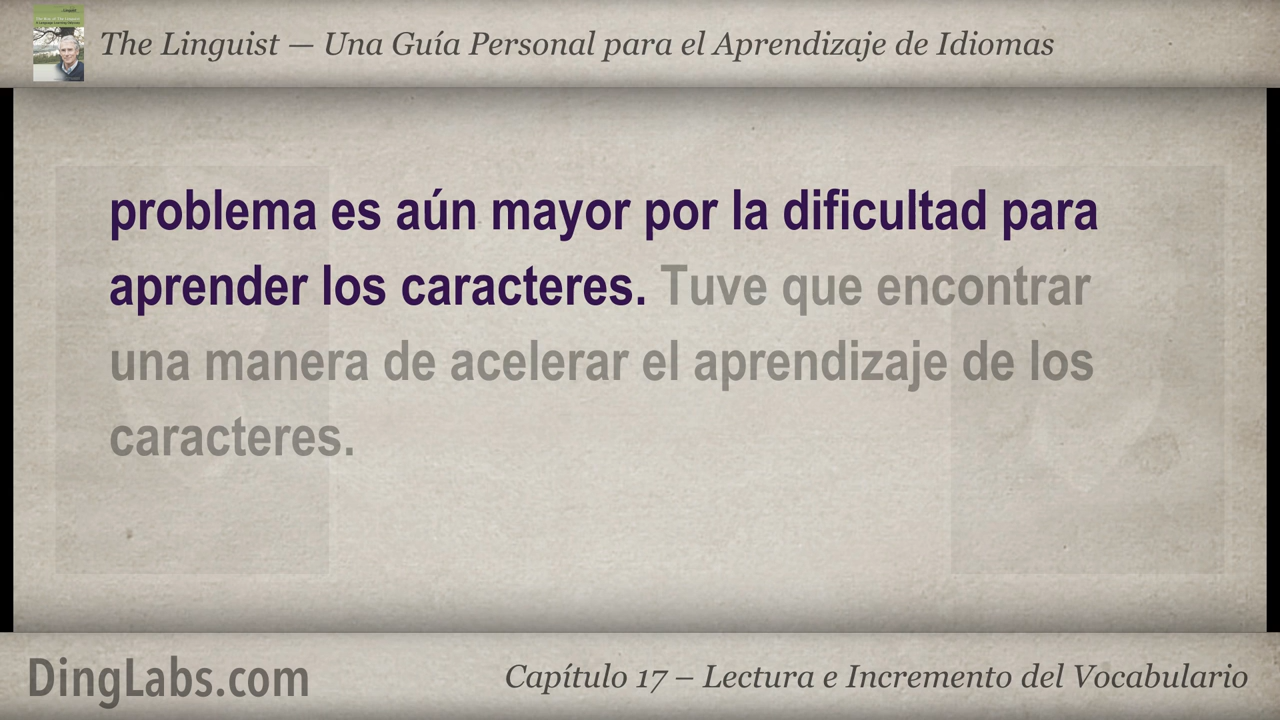 The Linguist — Una Guía Personal para el Aprendizaje de Idiomas
problema es aún mayor por la dificultad para
aprender los caracteres. Tuve que encontrar
una manera de acelerar el aprendizaje de los
caracteres.
DingLabs.com
Capítulo 17 – Lectura e Incremento del Vocabulario